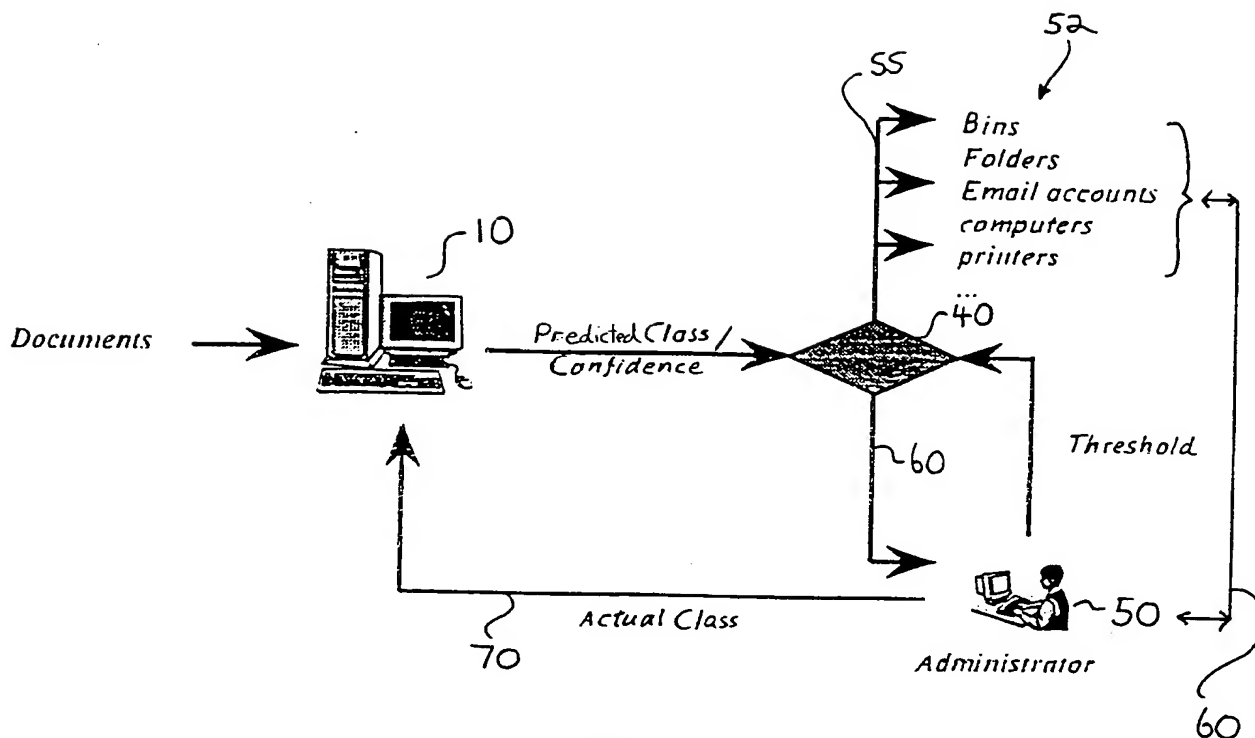 52
55
Bins
Folders
Email accounts
computers
printers
...
10
40
Documents
Predicted Class /
Confidence
60
Threshold
Actual Class
50
70
Administrator
60